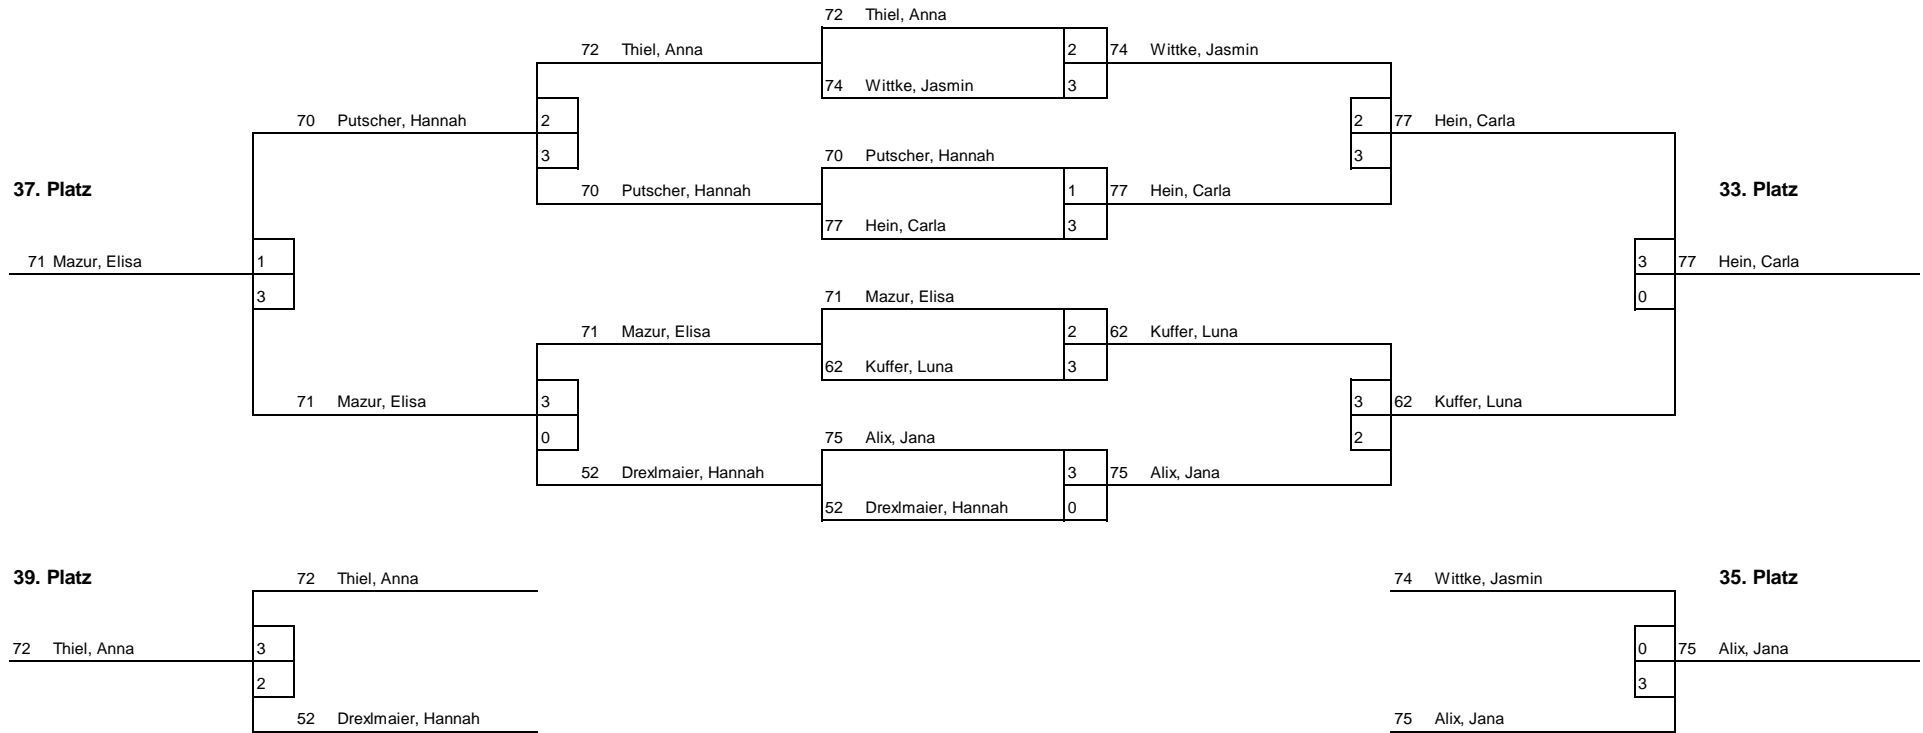 72 Thiel, Anna
72 Thiel, Anna 2 74 Wittke, Jasmin
74 Wittke, Jasmin 3
70 Putscher, Hannah 2 2 77 Hein, Carla
3 70 Putscher, Hannah 3
37. Platz 70 Putscher, Hannah 1 77 Hein, Carla 33. Platz
77 Hein, Carla 3
71 Mazur, Elisa 1 3 77 Hein, Carla
3 71 Mazur, Elisa 0
71 Mazur, Elisa 2 62 Kuffer, Luna
62 Kuffer, Luna 3
71 Mazur, Elisa 3 3 62 Kuffer, Luna
0 75 Alix, Jana 2
52 Drexlmaier, Hannah 3 75 Alix, Jana
52 Drexlmaier, Hannah 0
39. Platz 72 Thiel, Anna 74 Wittke, Jasmin 35. Platz
72 Thiel, Anna 3 0 75 Alix, Jana
2 3
52 Drexlmaier, Hannah 75 Alix, Jana